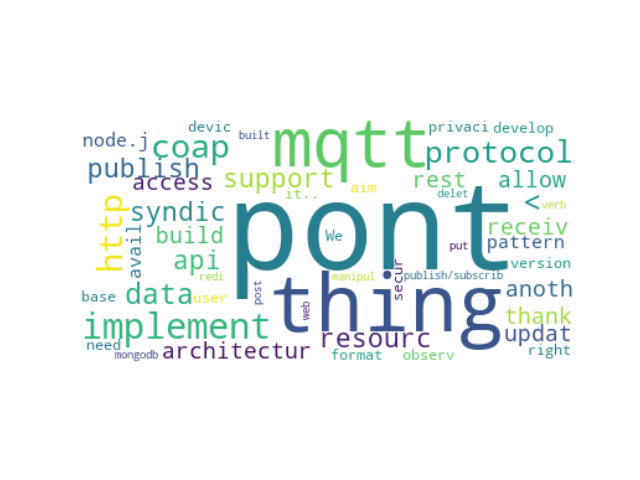 devic
built
mqtt
privaci
develop
node.j
coap
protocol
publish
access
support
it..
aim
rest
delet
allow
<
verb
http
syndic
avail
build
api
redi
pont
We
manipul
put
receiv
pattern
version
publish/subscrib
secur
base
data
user
post
web
thing
anoth
implement
resourc
thank
updat
need
mongodb
architectur
format
observ
right